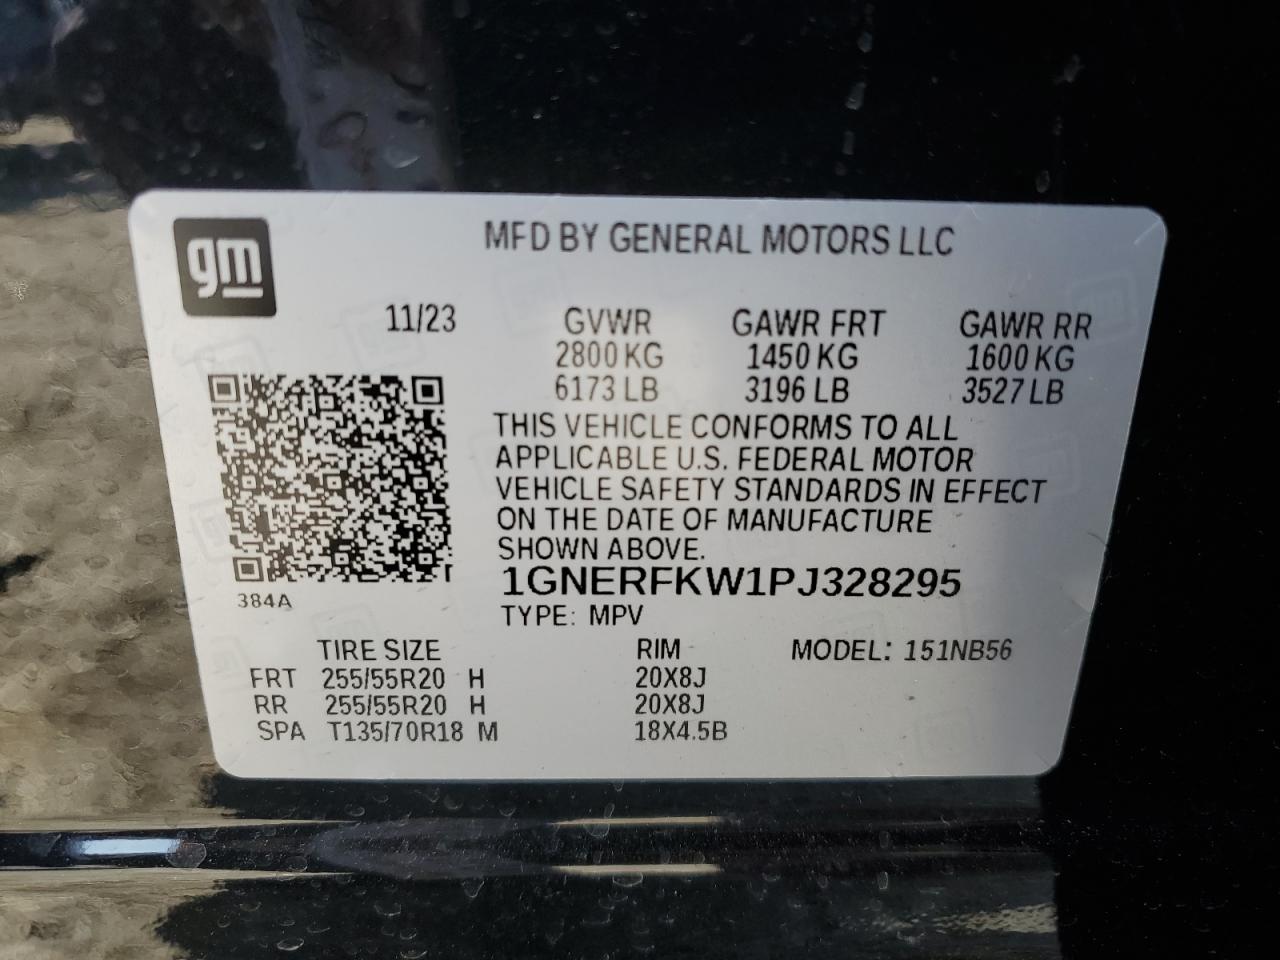 gm
MFD BY GENERAL MOTORS LLC
11/23 GVWR GAWR FRT GAWR RR
2800 KG 1450 KG 1600 KG
6173 LB 3196 LB 3527 LB
THIS VEHICLE CONFORMS TO ALL
APPLICABLE U.S. FEDERAL MOTOR
VEHICLE SAFETY STANDARDS IN EFFECT
ON THE DATE OF MANUFACTURE
SHOWN ABOVE.
1GNERFKW1PJ328295
384A
TYPE: MPV
TIRE SIZE RIM MODEL: 151NB56
FRT 255/55R20 H 20X8J
RR 255/55R20 H 20X8J
SPA T135/70R18 M 18X4.5B